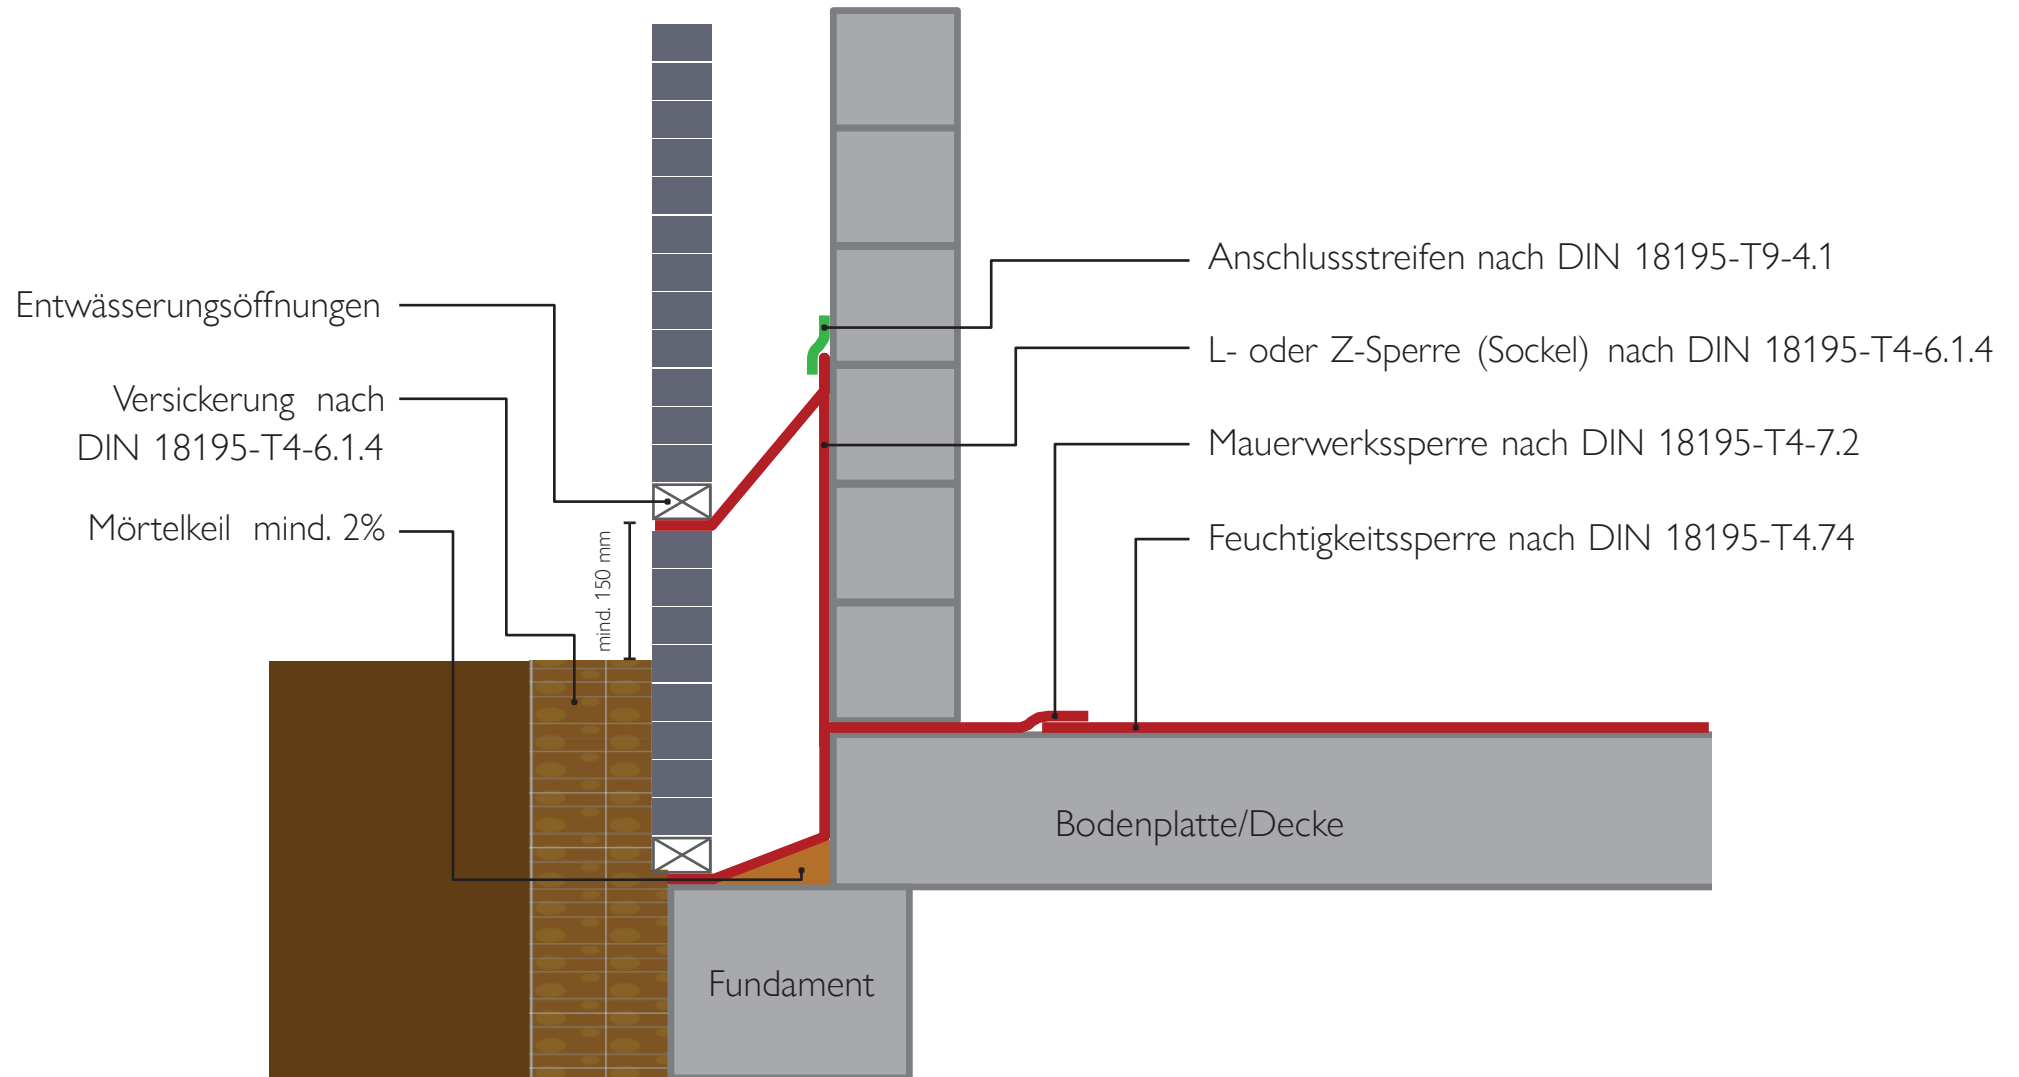 Entwässerungsöffnungen
Versickerung nach
DIN 18195-T4-6.1.4
Mörtelkeil mind. 2%
mind. 150 mm
Anschlussstreifen nach DIN 18195-T9-4.1
L- oder Z-Sperre (Sockel) nach DIN 18195-T4-6.1.4
Mauerwerkssperre nach DIN 18195-T4-7.2
Feuchtigkeitssperre nach DIN 18195-T4.74
Bodenplatte/Decke
Fundament